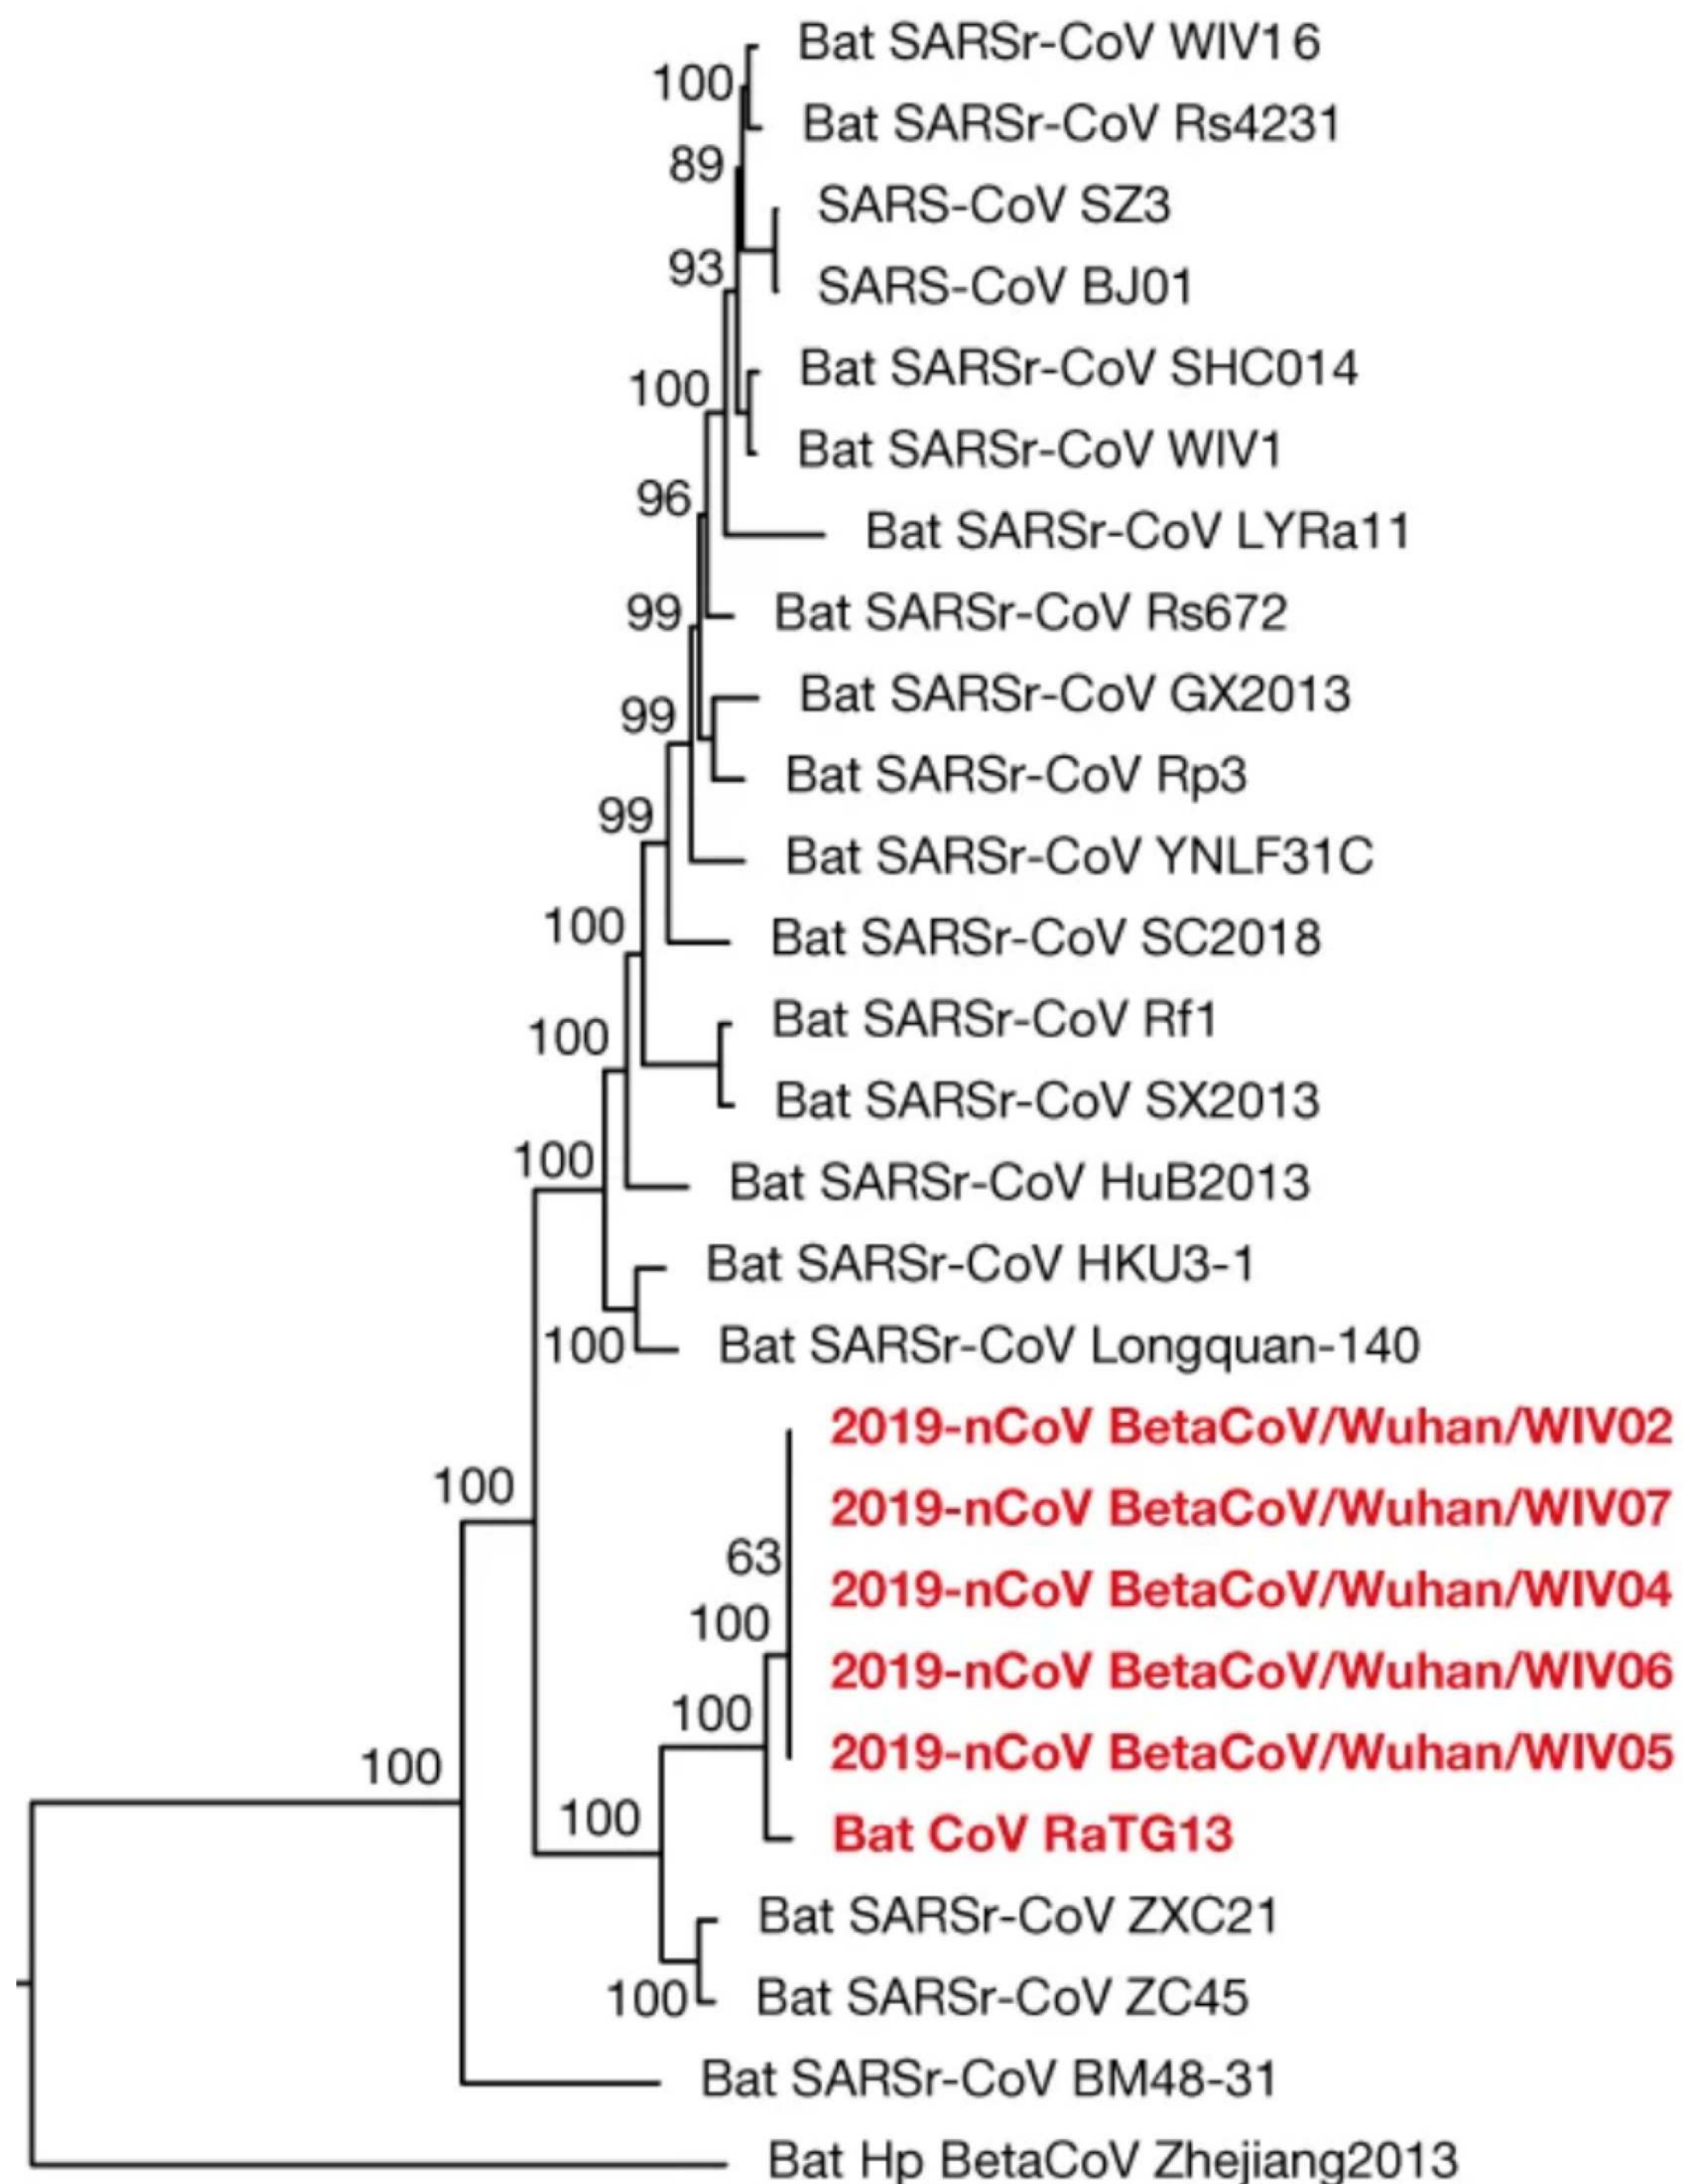 Bat SARSr-CoV WIV16
100
Bat SARSr-CoV Rs4231
89
SARS-CoV SZ3
93
SARS-CoV BJ01
Bat SARSr-CoV SHC014
100
Bat SARSr-CoV WIV1
96
Bat SARSr-CoV LYRa11
99
Bat SARSr-CoV Rs672
Bat SARSr-CoV GX2013
99
Bat SARSr-CoV Rp3
99
Bat SARSr-CoV YNLF31C
100
Bat SARSr-CoV SC2018
Bat SARSr-CoV Rf1
100
Bat SARSr-CoV SX2013
100
Bat SARSr-CoV HuB2013
Bat SARSr-CoV HKU3-1
100
Bat SARSr-CoV Longquan-140
2019-nCoV BetaCoV/Wuhan/WIV02
100
2019-nCoV BetaCoV/Wuhan/WIV07
63
2019-nCoV BetaCoV/Wuhan/WIV04
100
2019-nCoV BetaCoV/Wuhan/WIV06
100
2019-nCoV BetaCoV/Wuhan/WIV05
100
100
Bat CoV RaTG13
Bat SARSr-CoV ZXC21
100
Bat SARSr-CoV ZC45
Bat SARSr-CoV BM48-31
Bat Hp BetaCoV Zhejiang2013